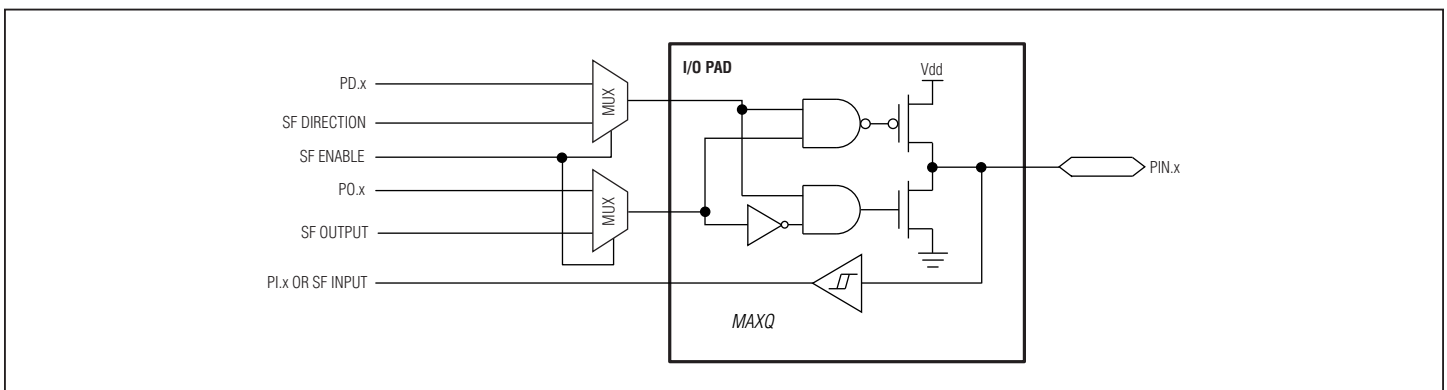 I/O PAD
Vdd
PD.x
MUX
SF DIRECTION
SF ENABLE
PO.x
MUX
SF OUTPUT
PI.x OR SF INPUT
PIN.x
MAXQ